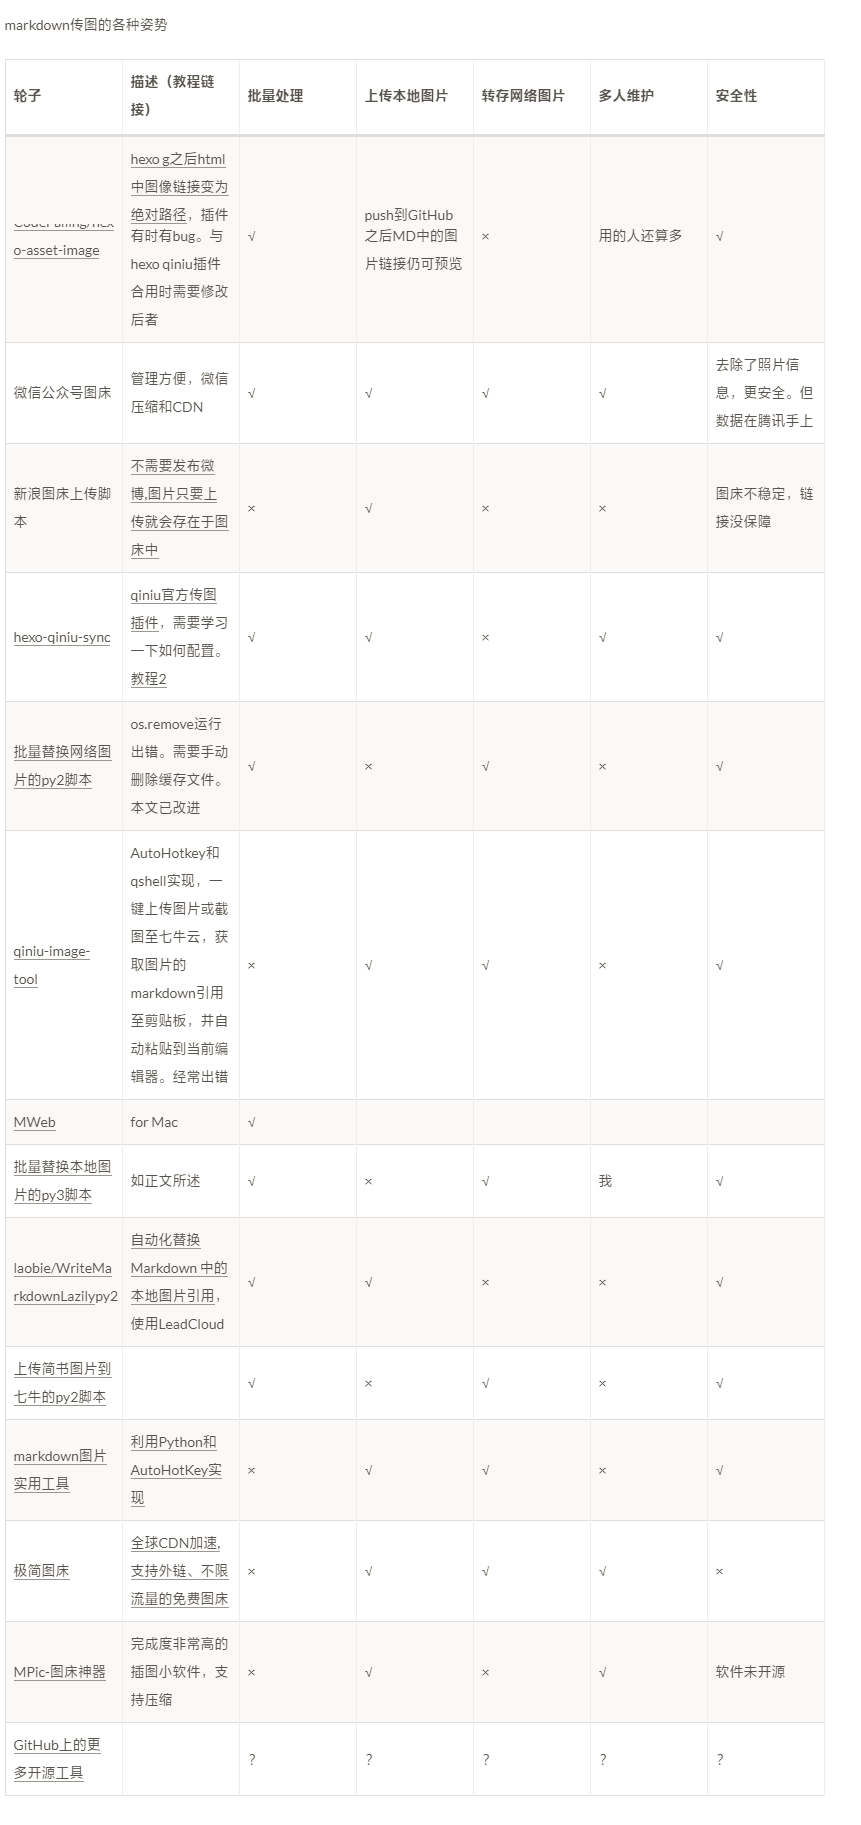 markdown传图的各种姿势
轮子
描述（教程链
接）
批量处理
上传本地图片
转存网络图片
多人维护
安全性
CodeFalling/hex
o-asset-image
hexo g之后html
中图像链接变为
绝对路径，插件
有时有bug。与
hexo qiniu插件
合用时需要修改
后者
√
push到GitHub
之后MD中的图
片链接仍可预览
×
用的人还算多
√
微信公众号图床
管理方便，微信
压缩和CDN
√
√
√
√
去除了照片信
息，更安全。但
数据在腾讯手上
新浪图床上传脚
本
不需要发布微
博,图片只要上
传就会存在于图
床中
×
√
×
×
图床不稳定，链
接没保障
hexo-qiniu-sync
qiniu官方传图
插件，需要学习
一下如何配置。
教程2
√
√
×
√
√
批量替换网络图
片的py2脚本
os.remove运行
出错。需要手动
删除缓存文件。
本文已改进
√
×
√
×
√
qiniu-image-
tool
AutoHotkey和
qshell实现，一
键上传图片或截
图至七牛云，获
取图片的
markdown引用
至剪贴板，并自
动粘贴到当前编
辑器。经常出错
×
√
√
×
√
MWeb
for Mac
√
批量替换本地图
片的py3脚本
如正文所述
√
×
√
我
√
laobie/WriteMa
rkdownLazilypy2
自动化替换
Markdown 中的
本地图片引用，
使用LeadCloud
√
√
×
×
√
上传简书图片到
七牛的py2脚本
√
×
√
×
√
markdown图片
实用工具
利用Python和
AutoHotKey实
现
×
√
√
×
√
极简图床
全球CDN加速,
支持外链、不限
流量的免费图床
×
√
√
√
×
MPic-图床神器
完成度非常高的
插图小软件，支
持压缩
×
√
×
√
软件未开源
GitHub上的更
多开源工具
？
？
？
？
？